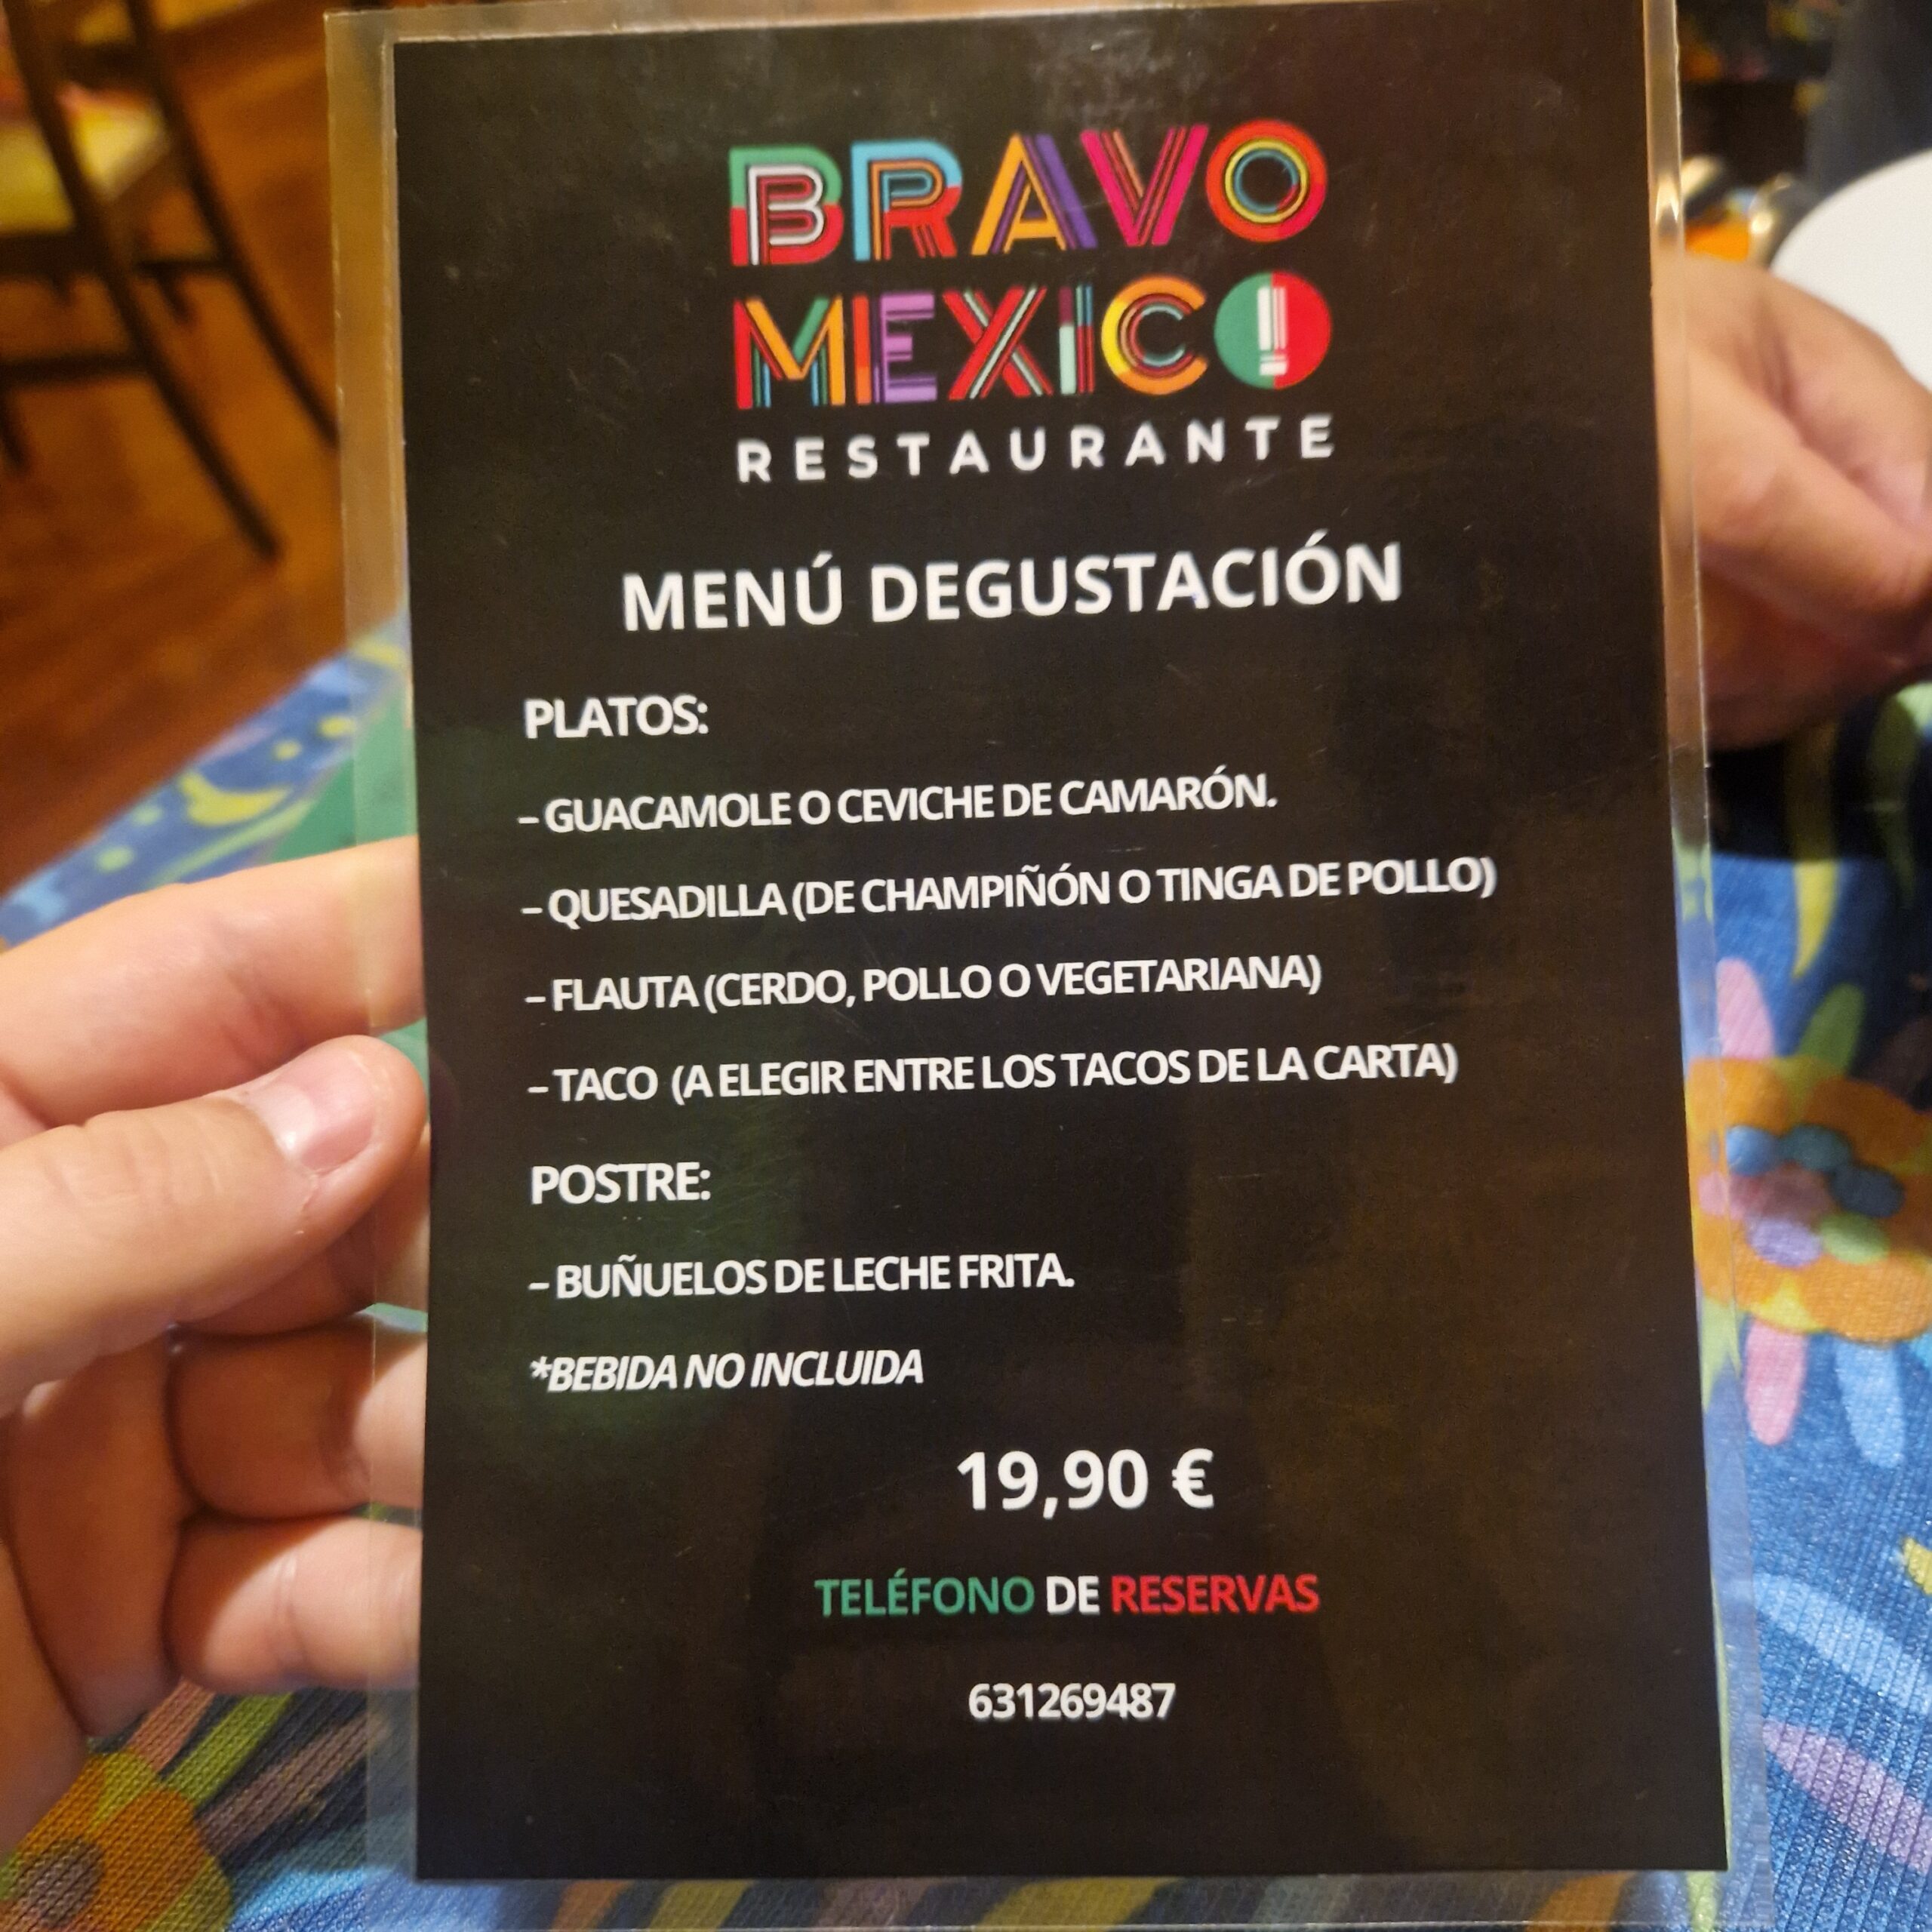 BRAVO
MEXICO
RESTAURANTE
MENÚ DEGUSTACIÓN
PLATOS:
– GUACAMOLE O CEVICHE DE CAMARÓN.
– QUESADILLA (DE CHAMPIÑÓN O TINGA DE POLLO)
– FLAUTA (CERDO, POLLO O VEGETARIANA)
– TACO (A ELEGIR ENTRE LOS TACOS DE LA CARTA)
POSTRE:
– BUÑUELOS DE LECHE FRITA.
*BEBIDA NO INCLUIDA
19,90 €
TELÉFONO DE RESERVAS
631269487